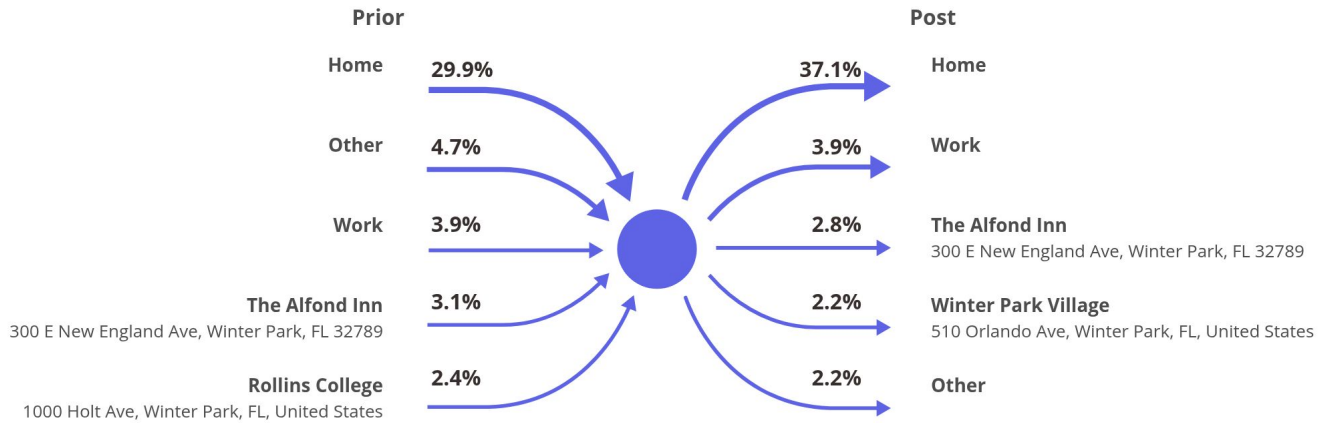 Prior
Home
29.9%
Other
4.7%
Work
3.9%
The Alfond Inn
300 E New England Ave, Winter Park, FL 32789
3.1%
Rollins College
1000 Holt Ave, Winter Park, FL, United States
2.4%
Post
37.1%
Home
3.9%
Work
2.8%
The Alfond Inn
300 E New England Ave, Winter Park, FL 32789
2.2%
Winter Park Village
510 Orlando Ave, Winter Park, FL, United States
2.2%
Other